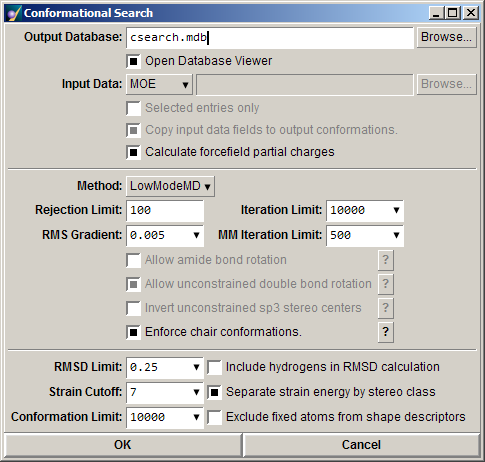 Conformational Search
Output Database: csearch.mdb Browse...
Open Database Viewer
Input Data: MOE Browse...
Selected entries only
Copy input data fields to output conformations.
Calculate forcefield partial charges
Method: LowModeMD
Rejection Limit: 100 Iteration Limit: 10000
RMS Gradient: 0.005 MM Iteration Limit: 500
Allow amide bond rotation ?
Allow unconstrained double bond rotation ?
Invert unconstrained sp3 stereo centers ?
Enforce chair conformations. ?
RMSD Limit: 0.25 Include hydrogens in RMSD calculation
Strain Cutoff: 7 Separate strain energy by stereo class
Conformation Limit: 10000 Exclude fixed atoms from shape descriptors
OK Cancel